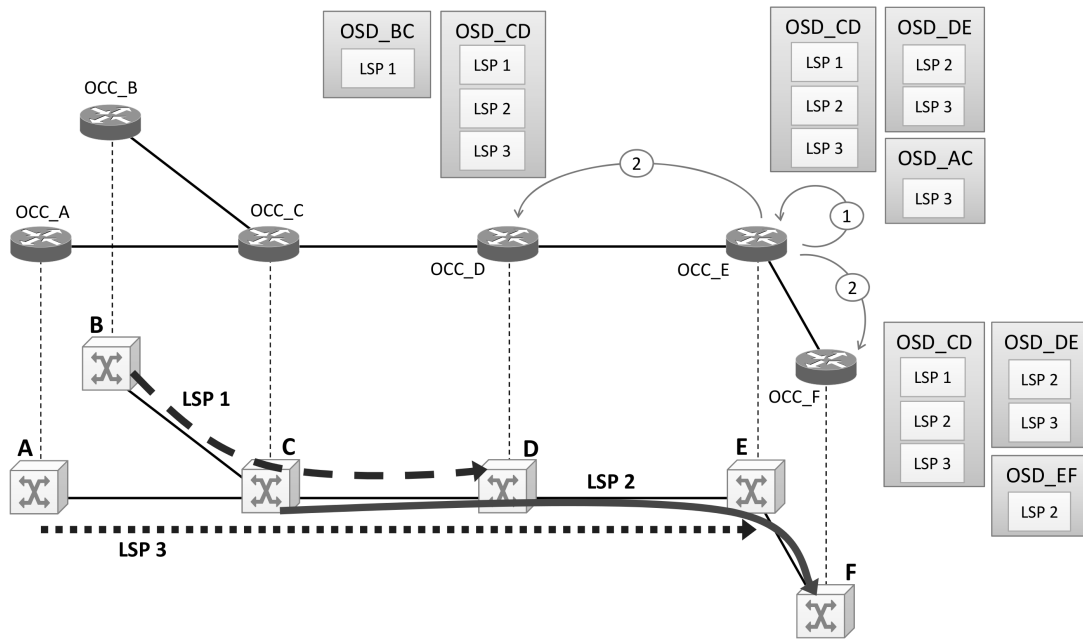 OSD_BC
LSP 1
OSD_CD
LSP 1
LSP 2
LSP 3
OSD_CD
LSP 1
LSP 2
LSP 3
OSD_DE
LSP 2
LSP 3
OSD_AC
LSP 3
OCC_B
OCC_A
OCC_C
OCC_D
OCC_E
2
1
2
OCC_F
OSD_CD
LSP 1
LSP 2
LSP 3
OSD_DE
LSP 2
LSP 3
OSD_EF
LSP 2
B
LSP 1
A
C
D
LSP 2
E
LSP 3
F